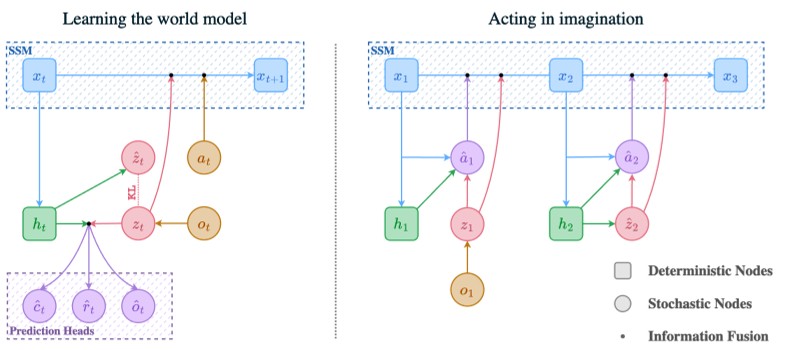 Learning the world model
Acting in imagination
SSM
x_t
x_{t+1}
ẑ_t
a_t
KL
h_t
z_t
o_t
ĉ_t
r̂_t
ô_t
Prediction Heads
SSM
x_1
x_2
x_3
â_1
â_2
h_1
z_1
h_2
ẑ_2
o_1
Deterministic Nodes
Stochastic Nodes
Information Fusion